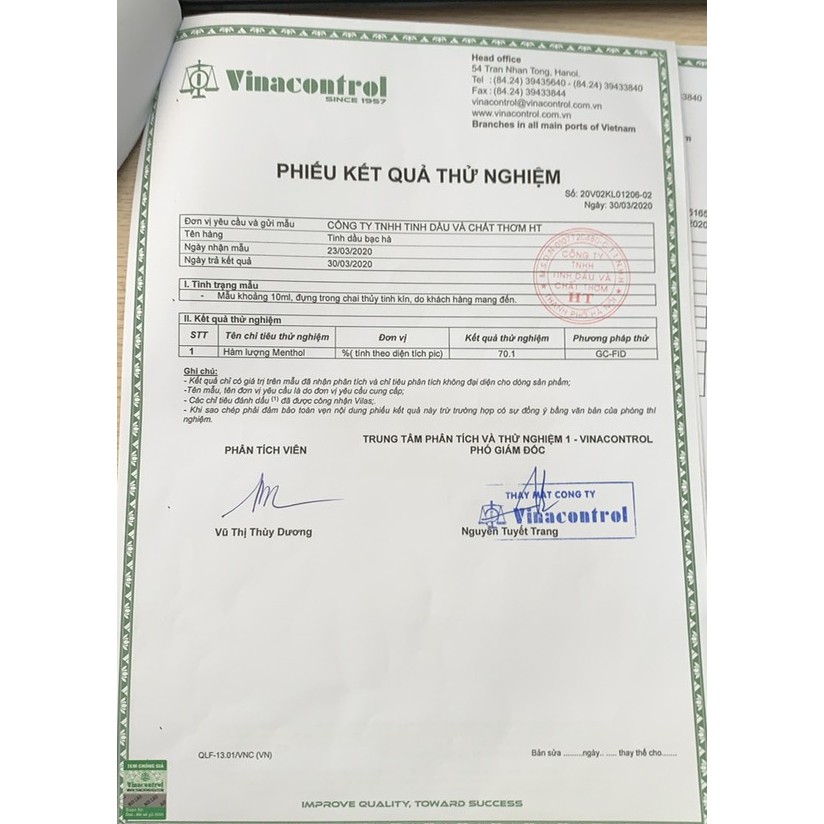 Vinacontrol
SINCE 1957
Head office
54 Tran Nhan Tong, Hanoi.
Tel : (84.24) 39435640 - (84.24) 39433840
Fax : (84.24) 39433844
vinacontrol@vinacontrol.com.vn
www.vinacontrol.com.vn
Branches in all main ports of Vietnam
PHIẾU KẾT QUẢ THỬ NGHIỆM
Số: 20V02KL01206-02
Ngày: 30/03/2020
Đơn vị yêu cầu và gửi mẫu CÔNG TY TNHH TINH DẦU VÀ CHẤT THƠM HT
Tên hàng Tinh dầu bạc hà
Ngày nhận mẫu 23/03/2020
Ngày trả kết quả 30/03/2020
CÔNG TY
TNHH
TINH DẦU VÀ
CHẤT THƠM
HT
THÀNH PHỐ HÀ NỘI
I. Tình trạng mẫu
- Mẫu khoảng 10ml, đựng trong chai thủy tinh kín, do khách hàng mang đến.
II. Kết quả thử nghiệm
STT Tên chỉ tiêu thử nghiệm Đơn vị Kết quả thử nghiệm Phương pháp thử
1 Hàm lượng Menthol %( tính theo diện tích pic) 70.1 GC-FID
Ghi chú:
- Kết quả chỉ có giá trị trên mẫu đã nhận phân tích và chỉ tiêu phân tích không đại diện cho dòng sản phẩm;
-Tên mẫu, tên đơn vị yêu cầu là do đơn vị yêu cầu cung cấp;
- Các chỉ tiêu đánh dấu (1) đã được công nhận Vilas;.
- Khi sao chép phải đảm bảo toàn vẹn nội dung phiếu kết quả này trừ trường hợp có sự đồng ý bằng văn bản của phòng thí
nghiệm.
PHÂN TÍCH VIÊN
TRUNG TÂM PHÂN TÍCH VÀ THỬ NGHIỆM 1 - VINACONTROL
PHÓ GIÁM ĐỐC
THAY MẶT CÔNG TY
Vinacontrol
Vũ Thị Thùy Dương
Nguyễn Tuyết Trang
QLF-13.01/VNC (VN)
Bản sửa .........ngày.. ..... thay thế cho.......
TEM CHỐNG GIẢ
Vinacontrol
IMPROVE QUALITY, TOWARD SUCCESS